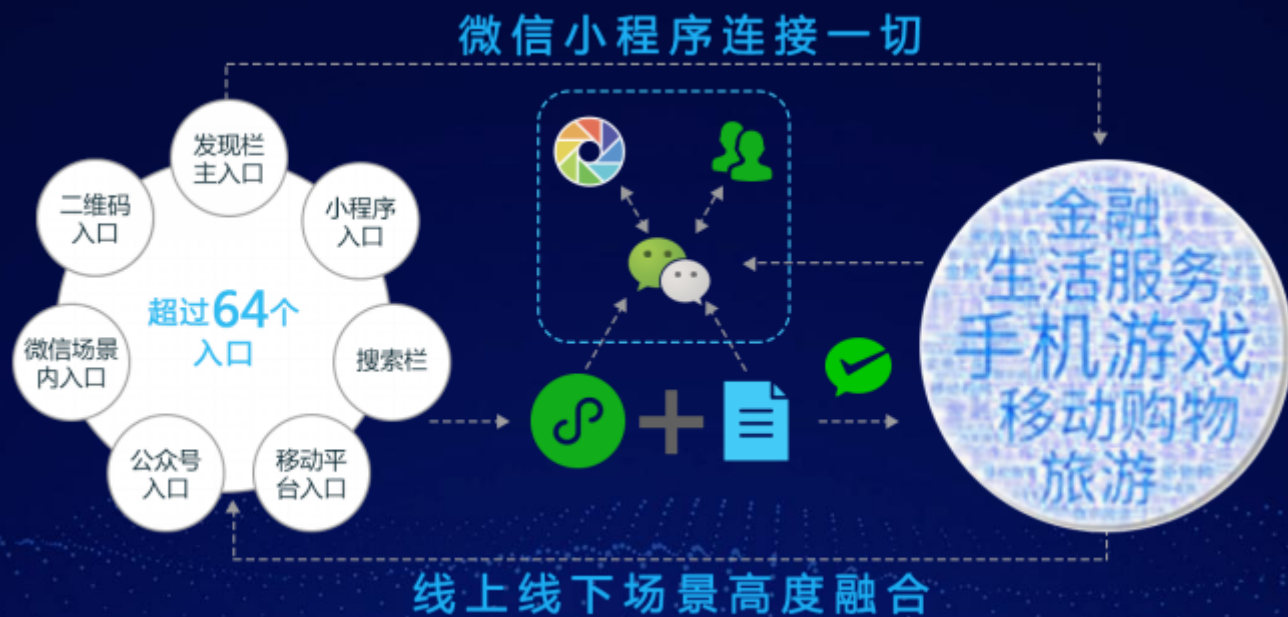 微信小程序连接一切
发现栏
主入口
二维码
入口
小程序
入口
超过64个
入口
微信场景
内入口
搜索栏
公众号
入口
移动平
台入口
金融
生活服务
手机游戏
移动购物
旅游
线上线下场景高度融合